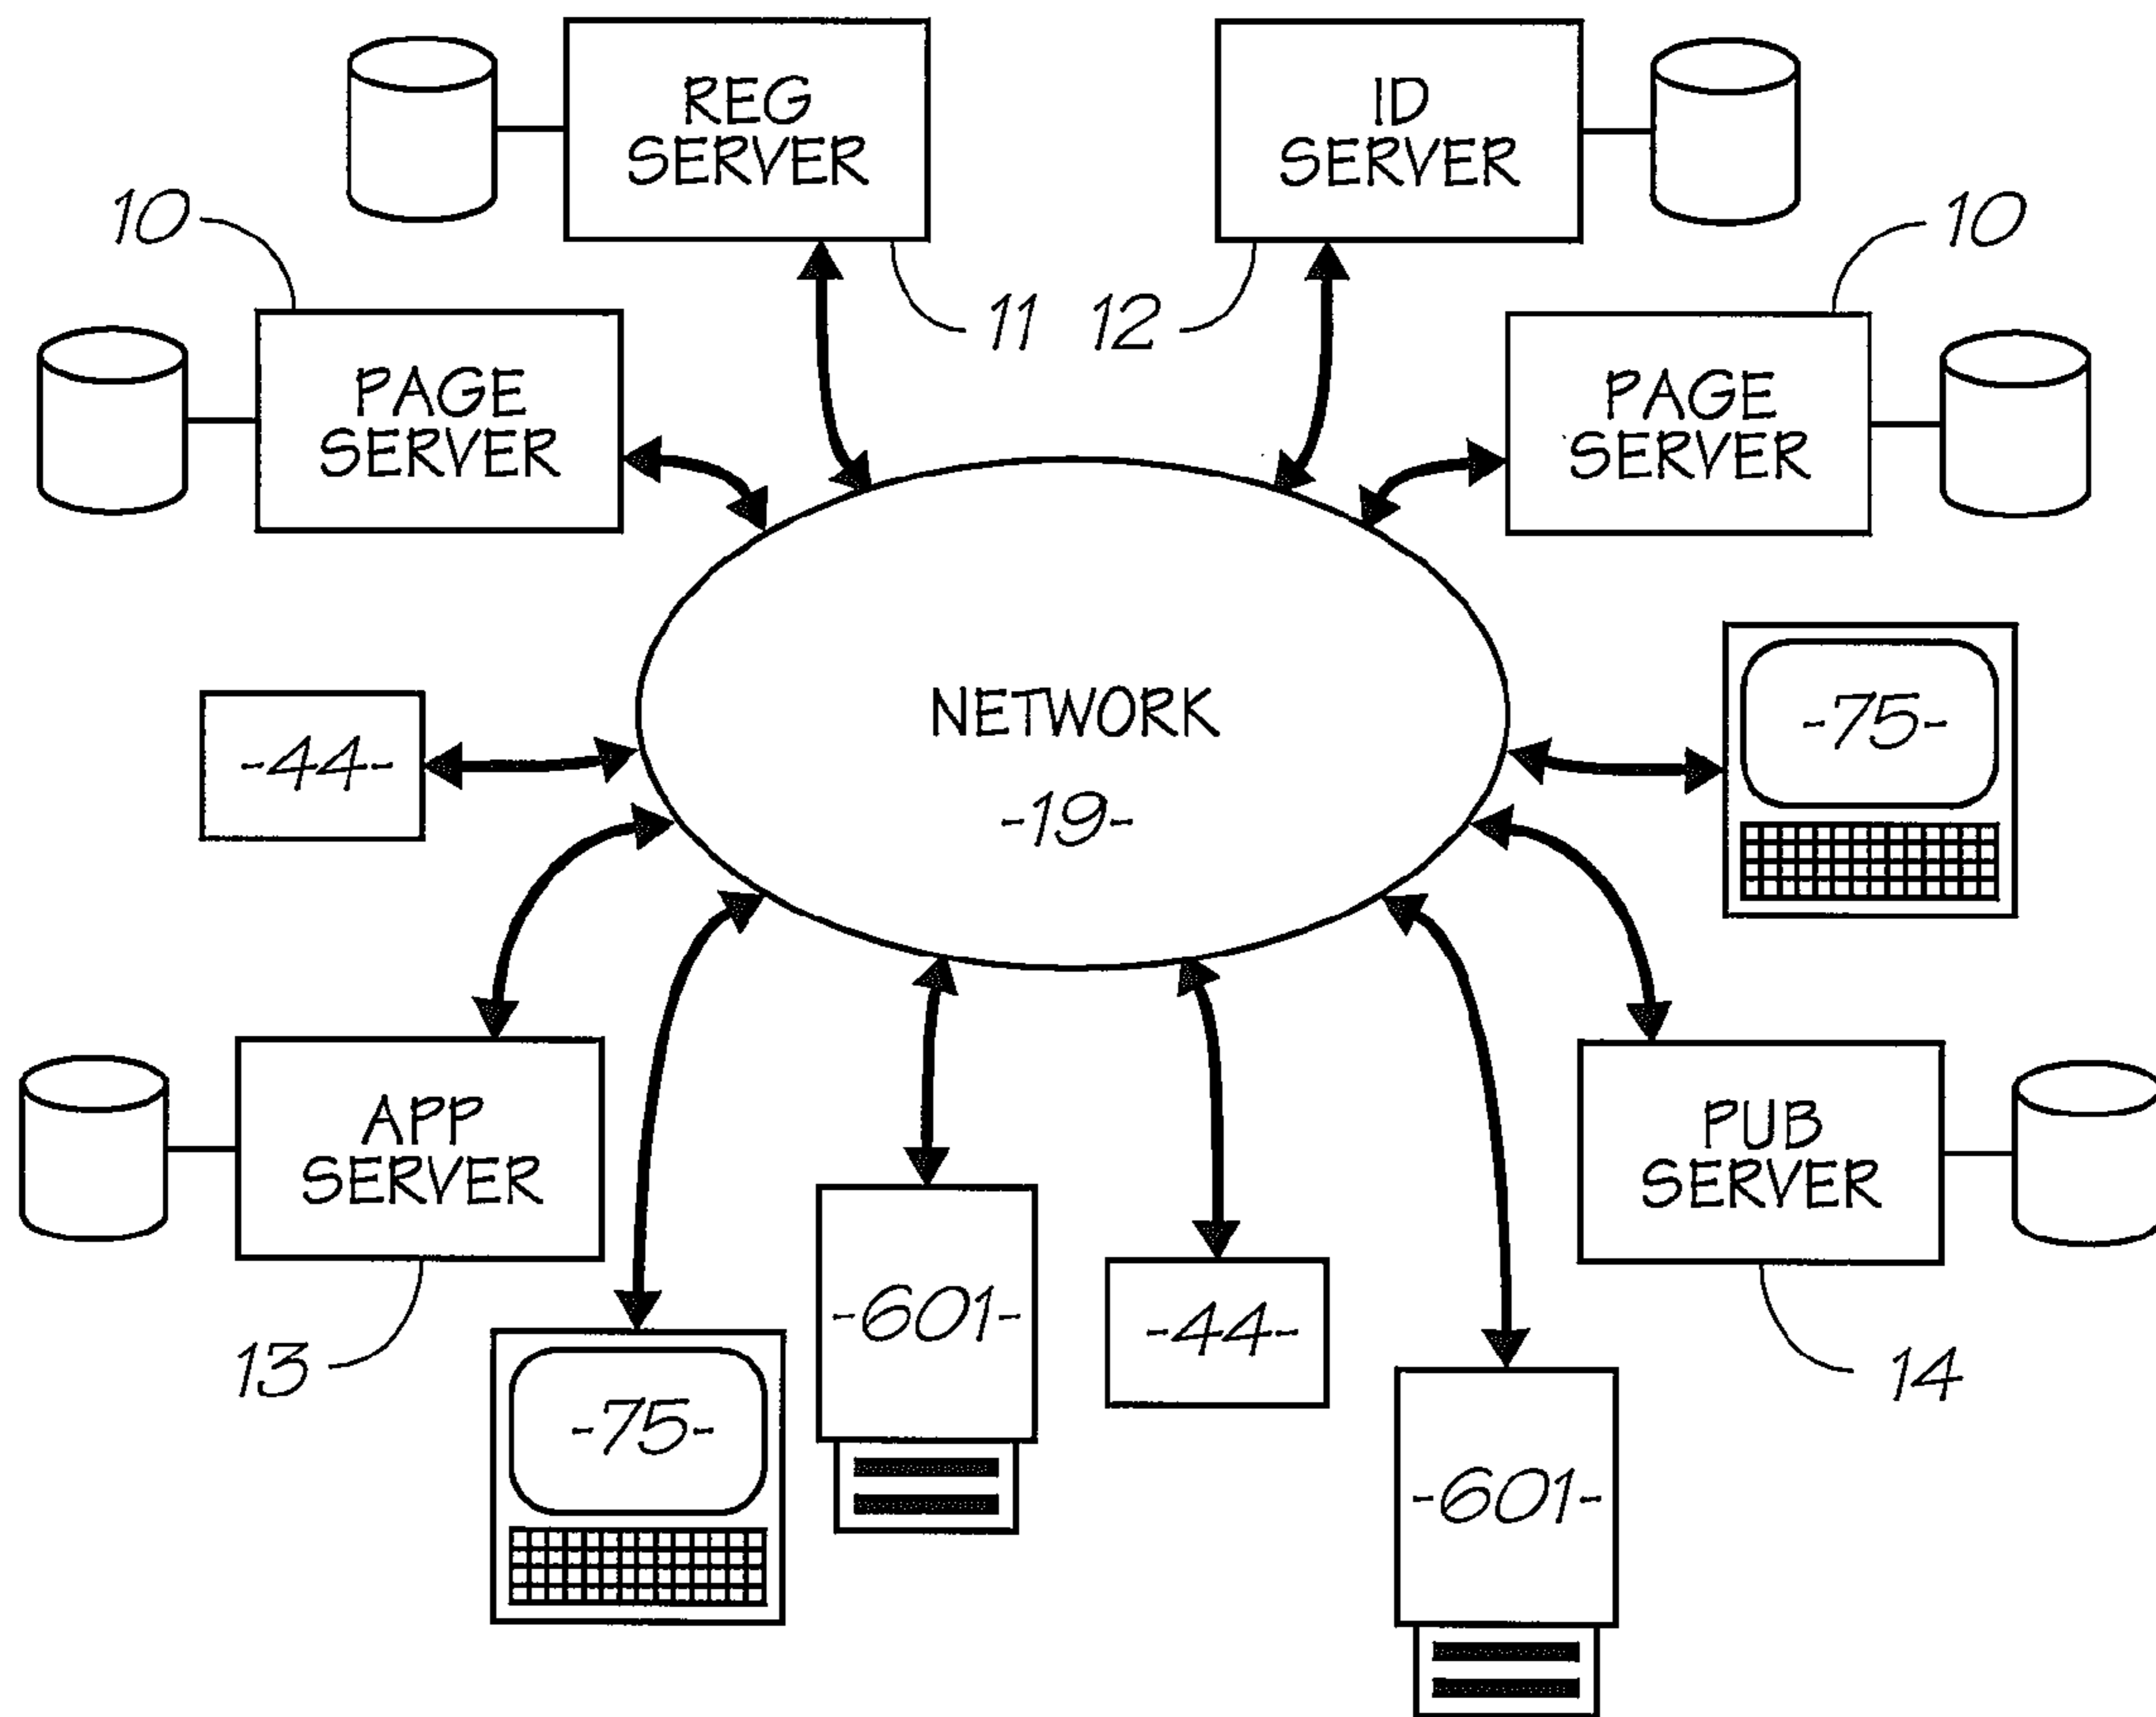 REG
SERVER
ID
SERVER
10
10
11
12
PAGE
SERVER
PAGE
SERVER
NETWORK
-19-
-44-
-75-
APP
SERVER
PUB
SERVER
-601-
-44-
13
14
-75-
-601-